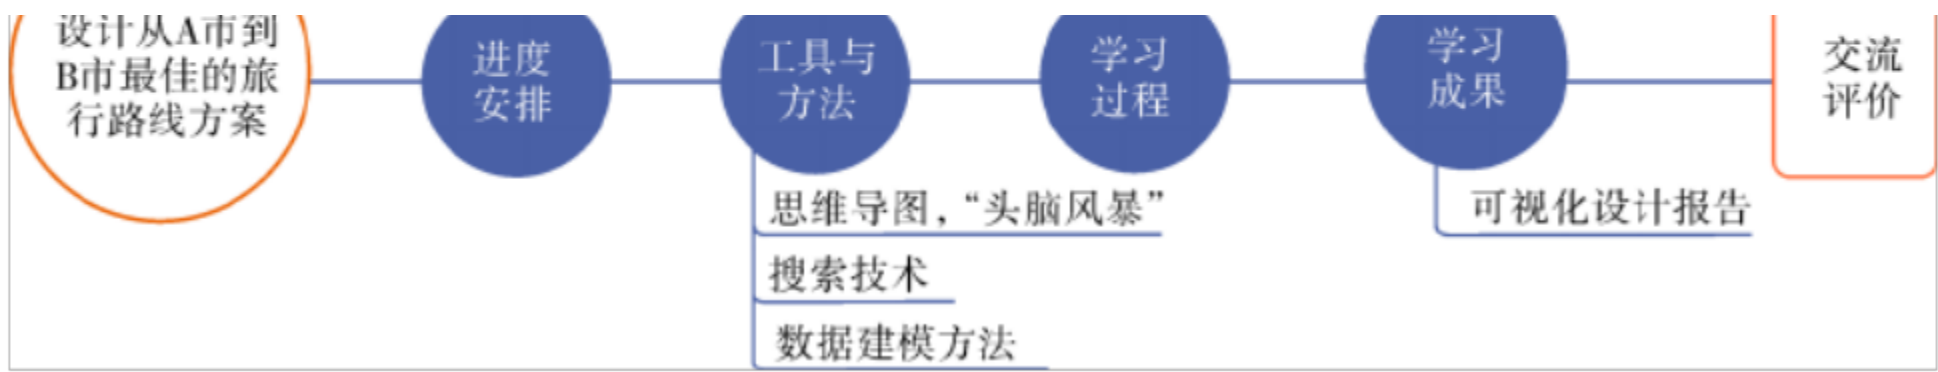 设计从A市到
B市最佳的旅
行路线方案
进度
安排
工具与
方法
学习
过程
学习
成果
交流
评价
思维导图，“头脑风暴”
搜索技术
数据建模方法
可视化设计报告